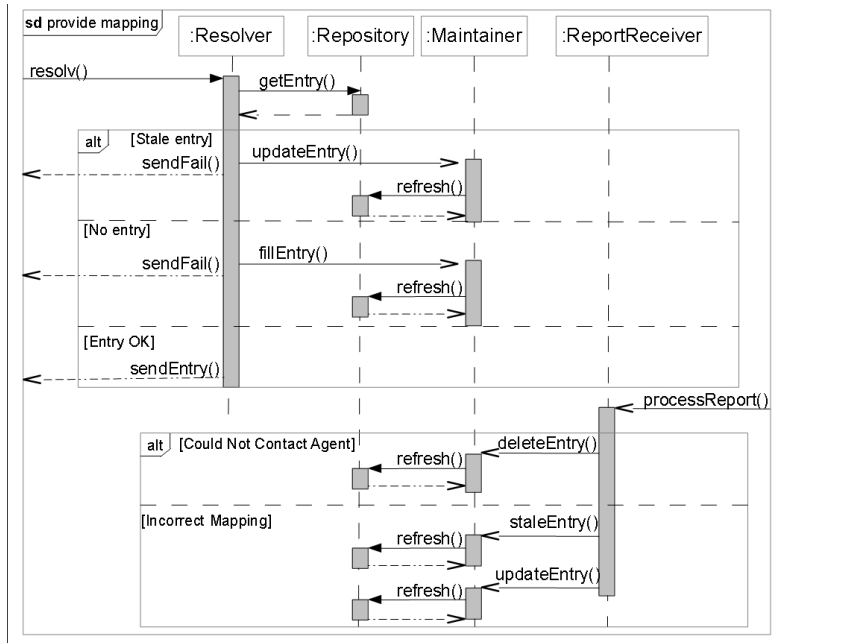 sd provide mapping
:Resolver
:Repository
:Maintainer
:ReportReceiver
resolv()
getEntry()
alt
[Stale entry]
updateEntry()
sendFail()
refresh()
[No entry]
fillEntry()
sendFail()
refresh()
[Entry OK]
sendEntry()
processReport()
alt
[Could Not Contact Agent]
deleteEntry()
refresh()
[Incorrect Mapping]
staleEntry()
refresh()
updateEntry()
refresh()